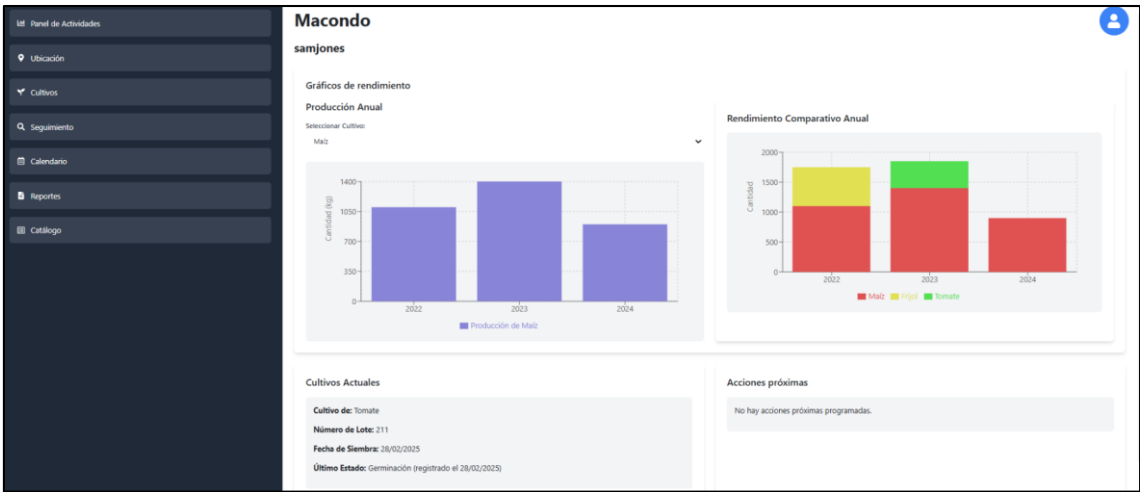 Panel de Actividades
Ubicación
Cultivos
Seguimiento
Calendario
Reportes
Catálogo
Macondo
samjones
Gráficos de rendimiento
Producción Anual
Seleccionar Cultivo:
Maíz
1400
1050
700
350
0
Cantidad (kg)
2022 2023 2024
Producción de Maíz
Rendimiento Comparativo Anual
2000
1500
1000
500
0
Cantidad
2022 2023 2024
Maíz Frijol Tomate
Cultivos Actuales
Cultivo de: Tomate
Número de Lote: 211
Fecha de Siembra: 28/02/2025
Último Estado: Germinación (registrado el 28/02/2025)
Acciones próximas
No hay acciones próximas programadas.